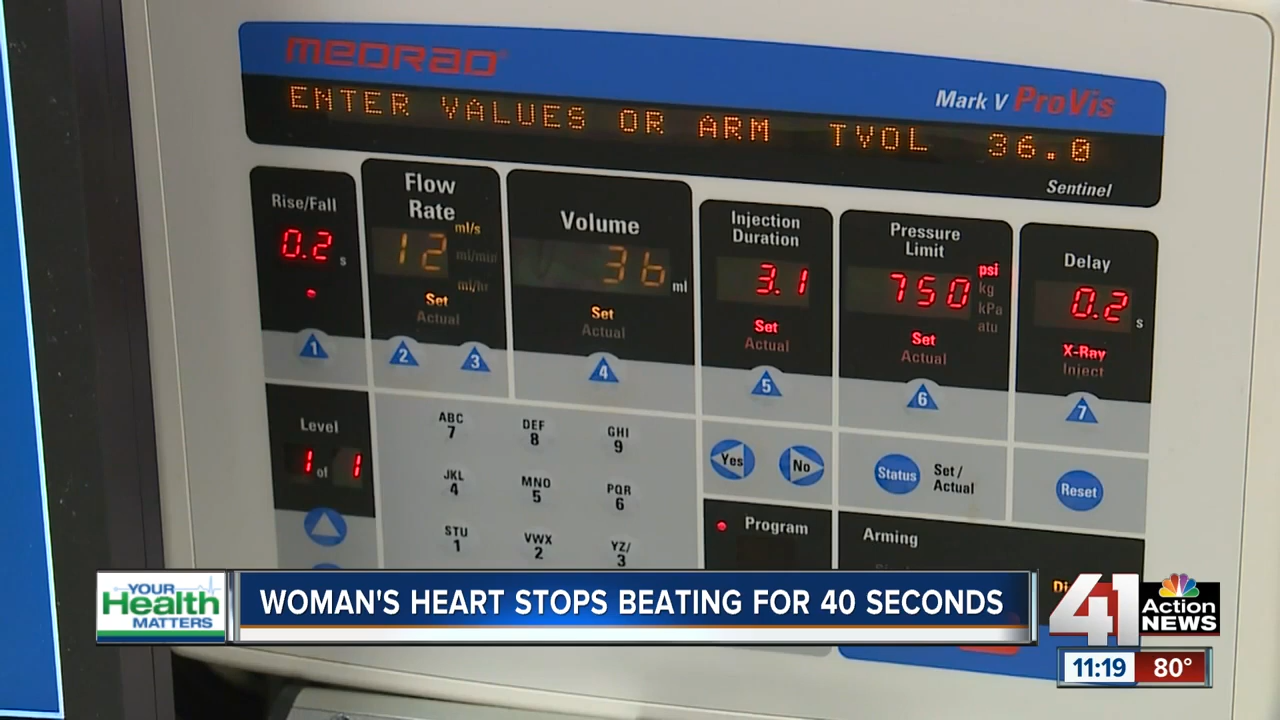 MEDRAD
ENTER VALUES OR ARM TVOL 36.0
Mark V ProVis
Sentinel
Rise/Fall
0.2 s
1
Flow
Rate
12 ml/s
ml/min
ml/hr
Set
Actual
2 3
Volume
36 ml
Set
Actual
4
Injection
Duration
3.1
Set
Actual
5
Pressure
Limit
750 psi
kg
kPa
atu
Set
Actual
6
Delay
0.2 s
X-Ray
Inject
7
Level
1 of 1
ABC DEF GHI
7 8 9
JKL MNO PQR
4 5 6
STU VWX YZ/
1 2 3
Yes No
Status Set /
Actual
Reset
Program
Arming
YOUR
Health
MATTERS
WOMAN'S HEART STOPS BEATING FOR 40 SECONDS
41
Action
NEWS
11:19 80°